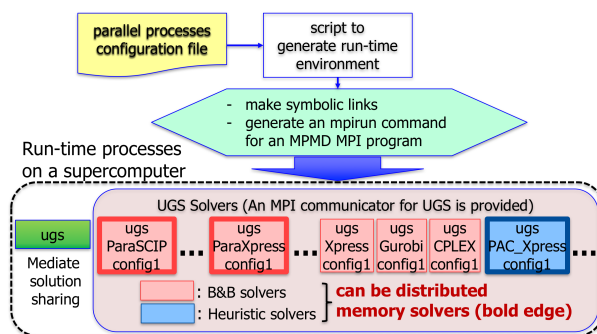 parallel processes
configuration file
script to
generate run-time
environment
- make symbolic links
- generate an mpirun command
for an MPMD MPI program
Run-time processes
on a supercomputer
UGS Solvers (An MPI communicator for UGS is provided)
ugs
Mediate
solution
sharing
ugs
ParaSCIP
config1
...
ugs
ParaXpress
config1
...
ugs
Xpress
config1
ugs
Gurobi
config1
ugs
CPLEX
config1
ugs
PAC_Xpress
config1
...
: B&B solvers
: Heuristic solvers
can be distributed
memory solvers (bold edge)